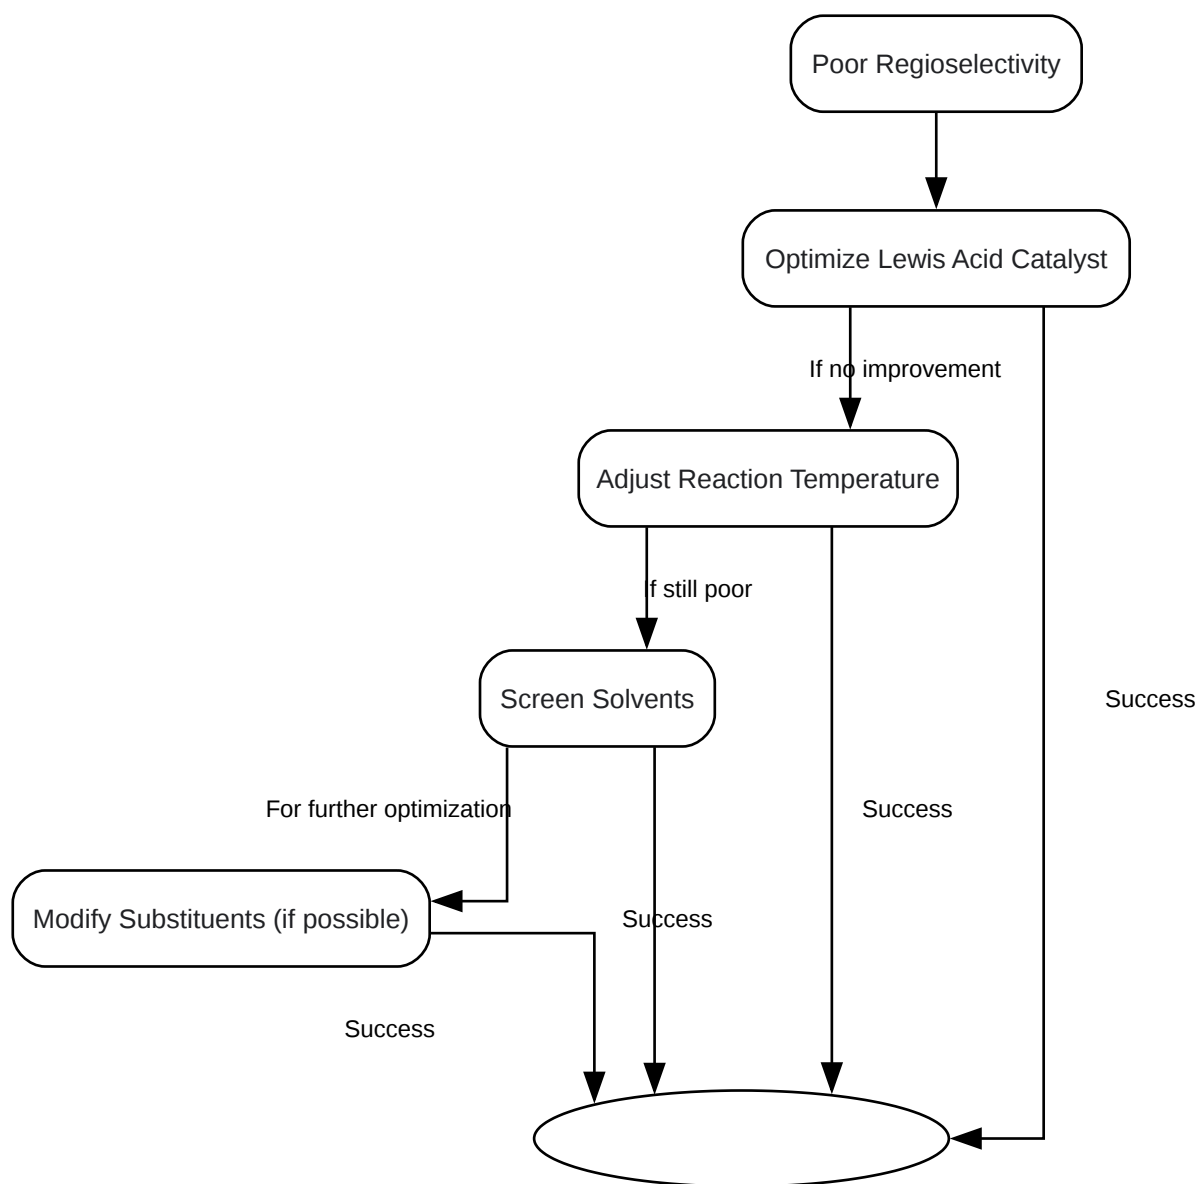 Poor Regioselectivity
Optimize Lewis Acid Catalyst
If no improvement
Adjust Reaction Temperature
If still poor
Screen Solvents
Success
For further optimization
Success
Modify Substituents (if possible)
Success
Success